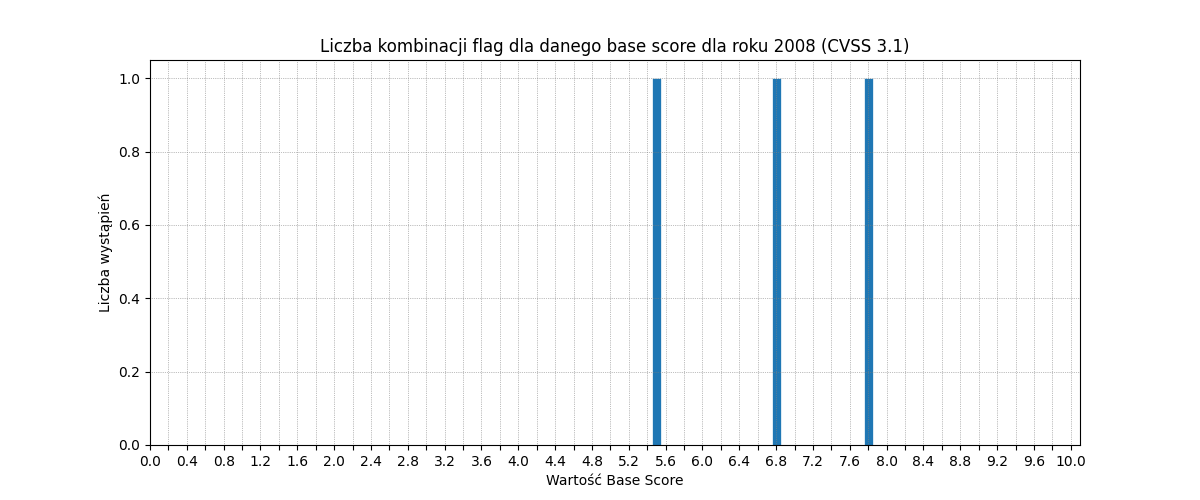 Liczba kombinacji flag dla danego base score dla roku 2008 (CVSS 3.1)
1.0
0.8
0.6
0.4
0.2
0.0
Liczba wystąpień
0.0 0.4 0.8 1.2 1.6 2.0 2.4 2.8 3.2 3.6 4.0 4.4 4.8 5.2 5.6 6.0 6.4 6.8 7.2 7.6 8.0 8.4 8.8 9.2 9.6 10.0
Wartość Base Score